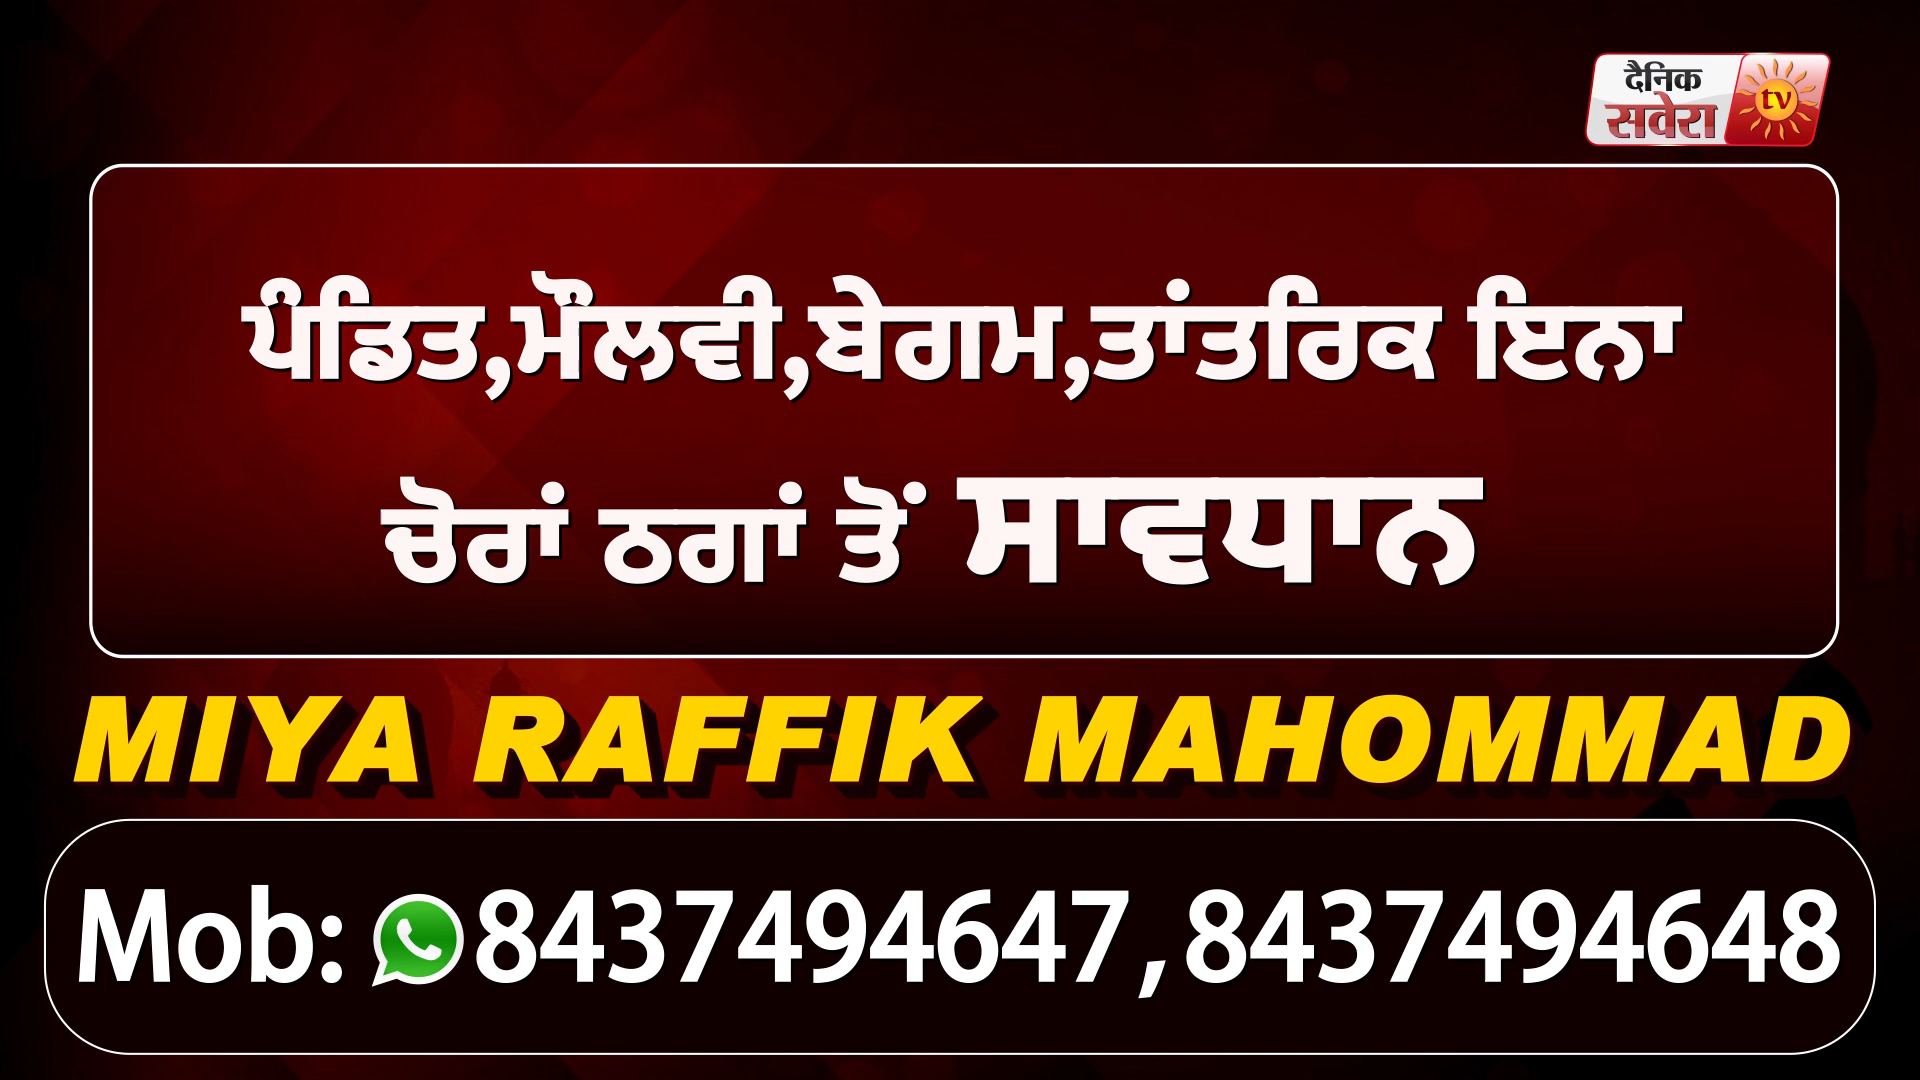 दैनिक
सवेरा tv
ਪੰਡਿਤ,ਮੌਲਵੀ,ਬੇਗਮ,ਤਾਂਤਰਿਕ ਇਨਾ
ਚੋਰਾਂ ਠਗਾਂ ਤੋਂ ਸਾਵਧਾਨ
MIYA RAFFIK MAHOMMAD
Mob: 8437494647, 8437494648